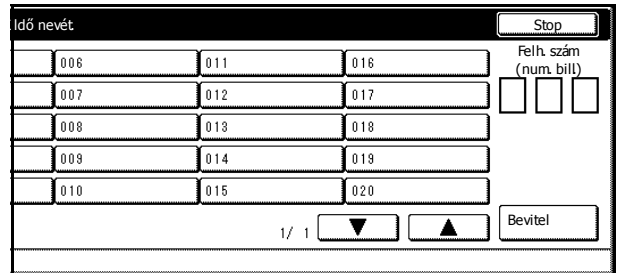 Idő nevét. Stop
Felh. szám
(num. bill.)
006 011 016
007 012 017
008 013 018
009 014 019
010 015 020
1/ 1 ▼ ▲ Bevitel